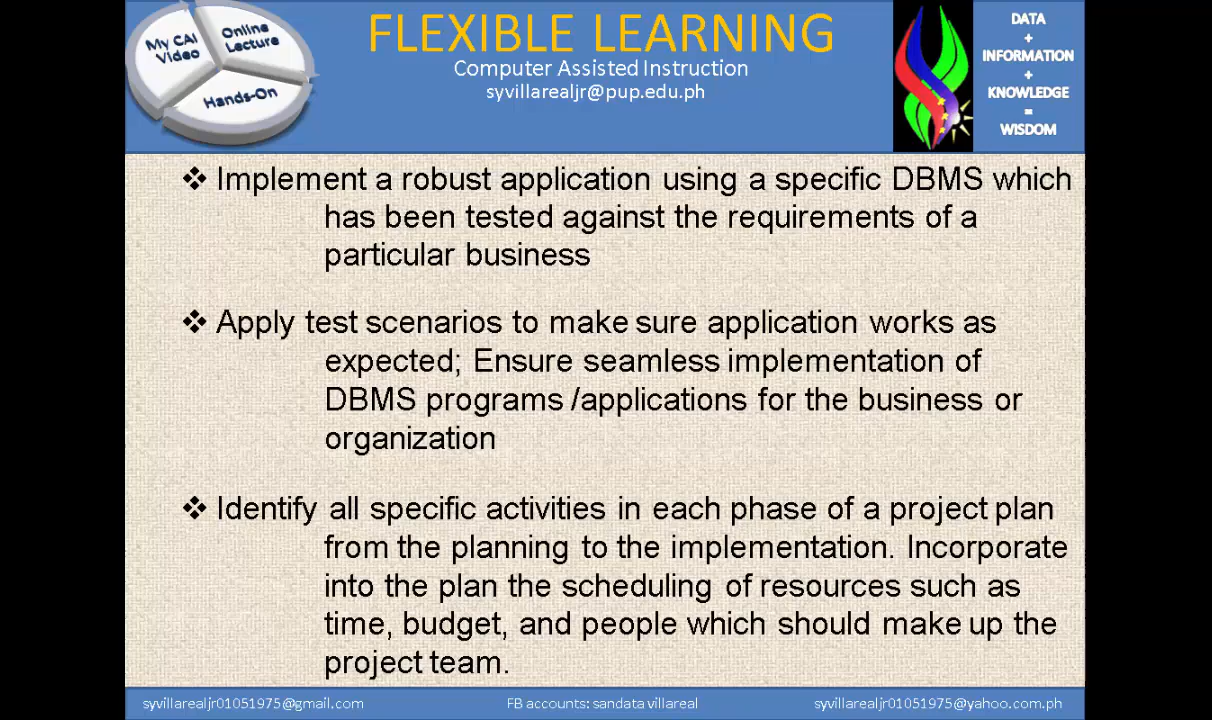 My CAI
Video
Online
Lecture
Hands-On
FLEXIBLE LEARNING
Computer Assisted Instruction
syvillarealjr@pup.edu.ph
DATA
+
INFORMATION
+
KNOWLEDGE
=
WISDOM
❖ Implement a robust application using a specific DBMS which
has been tested against the requirements of a
particular business
❖ Apply test scenarios to make sure application works as
expected; Ensure seamless implementation of
DBMS programs /applications for the business or
organization
❖ Identify all specific activities in each phase of a project plan
from the planning to the implementation. Incorporate
into the plan the scheduling of resources such as
time, budget, and people which should make up the
project team.
syvillarealjr01051975@gmail.com
FB accounts: sandata villareal
syvillarealjr01051975@yahoo.com.ph